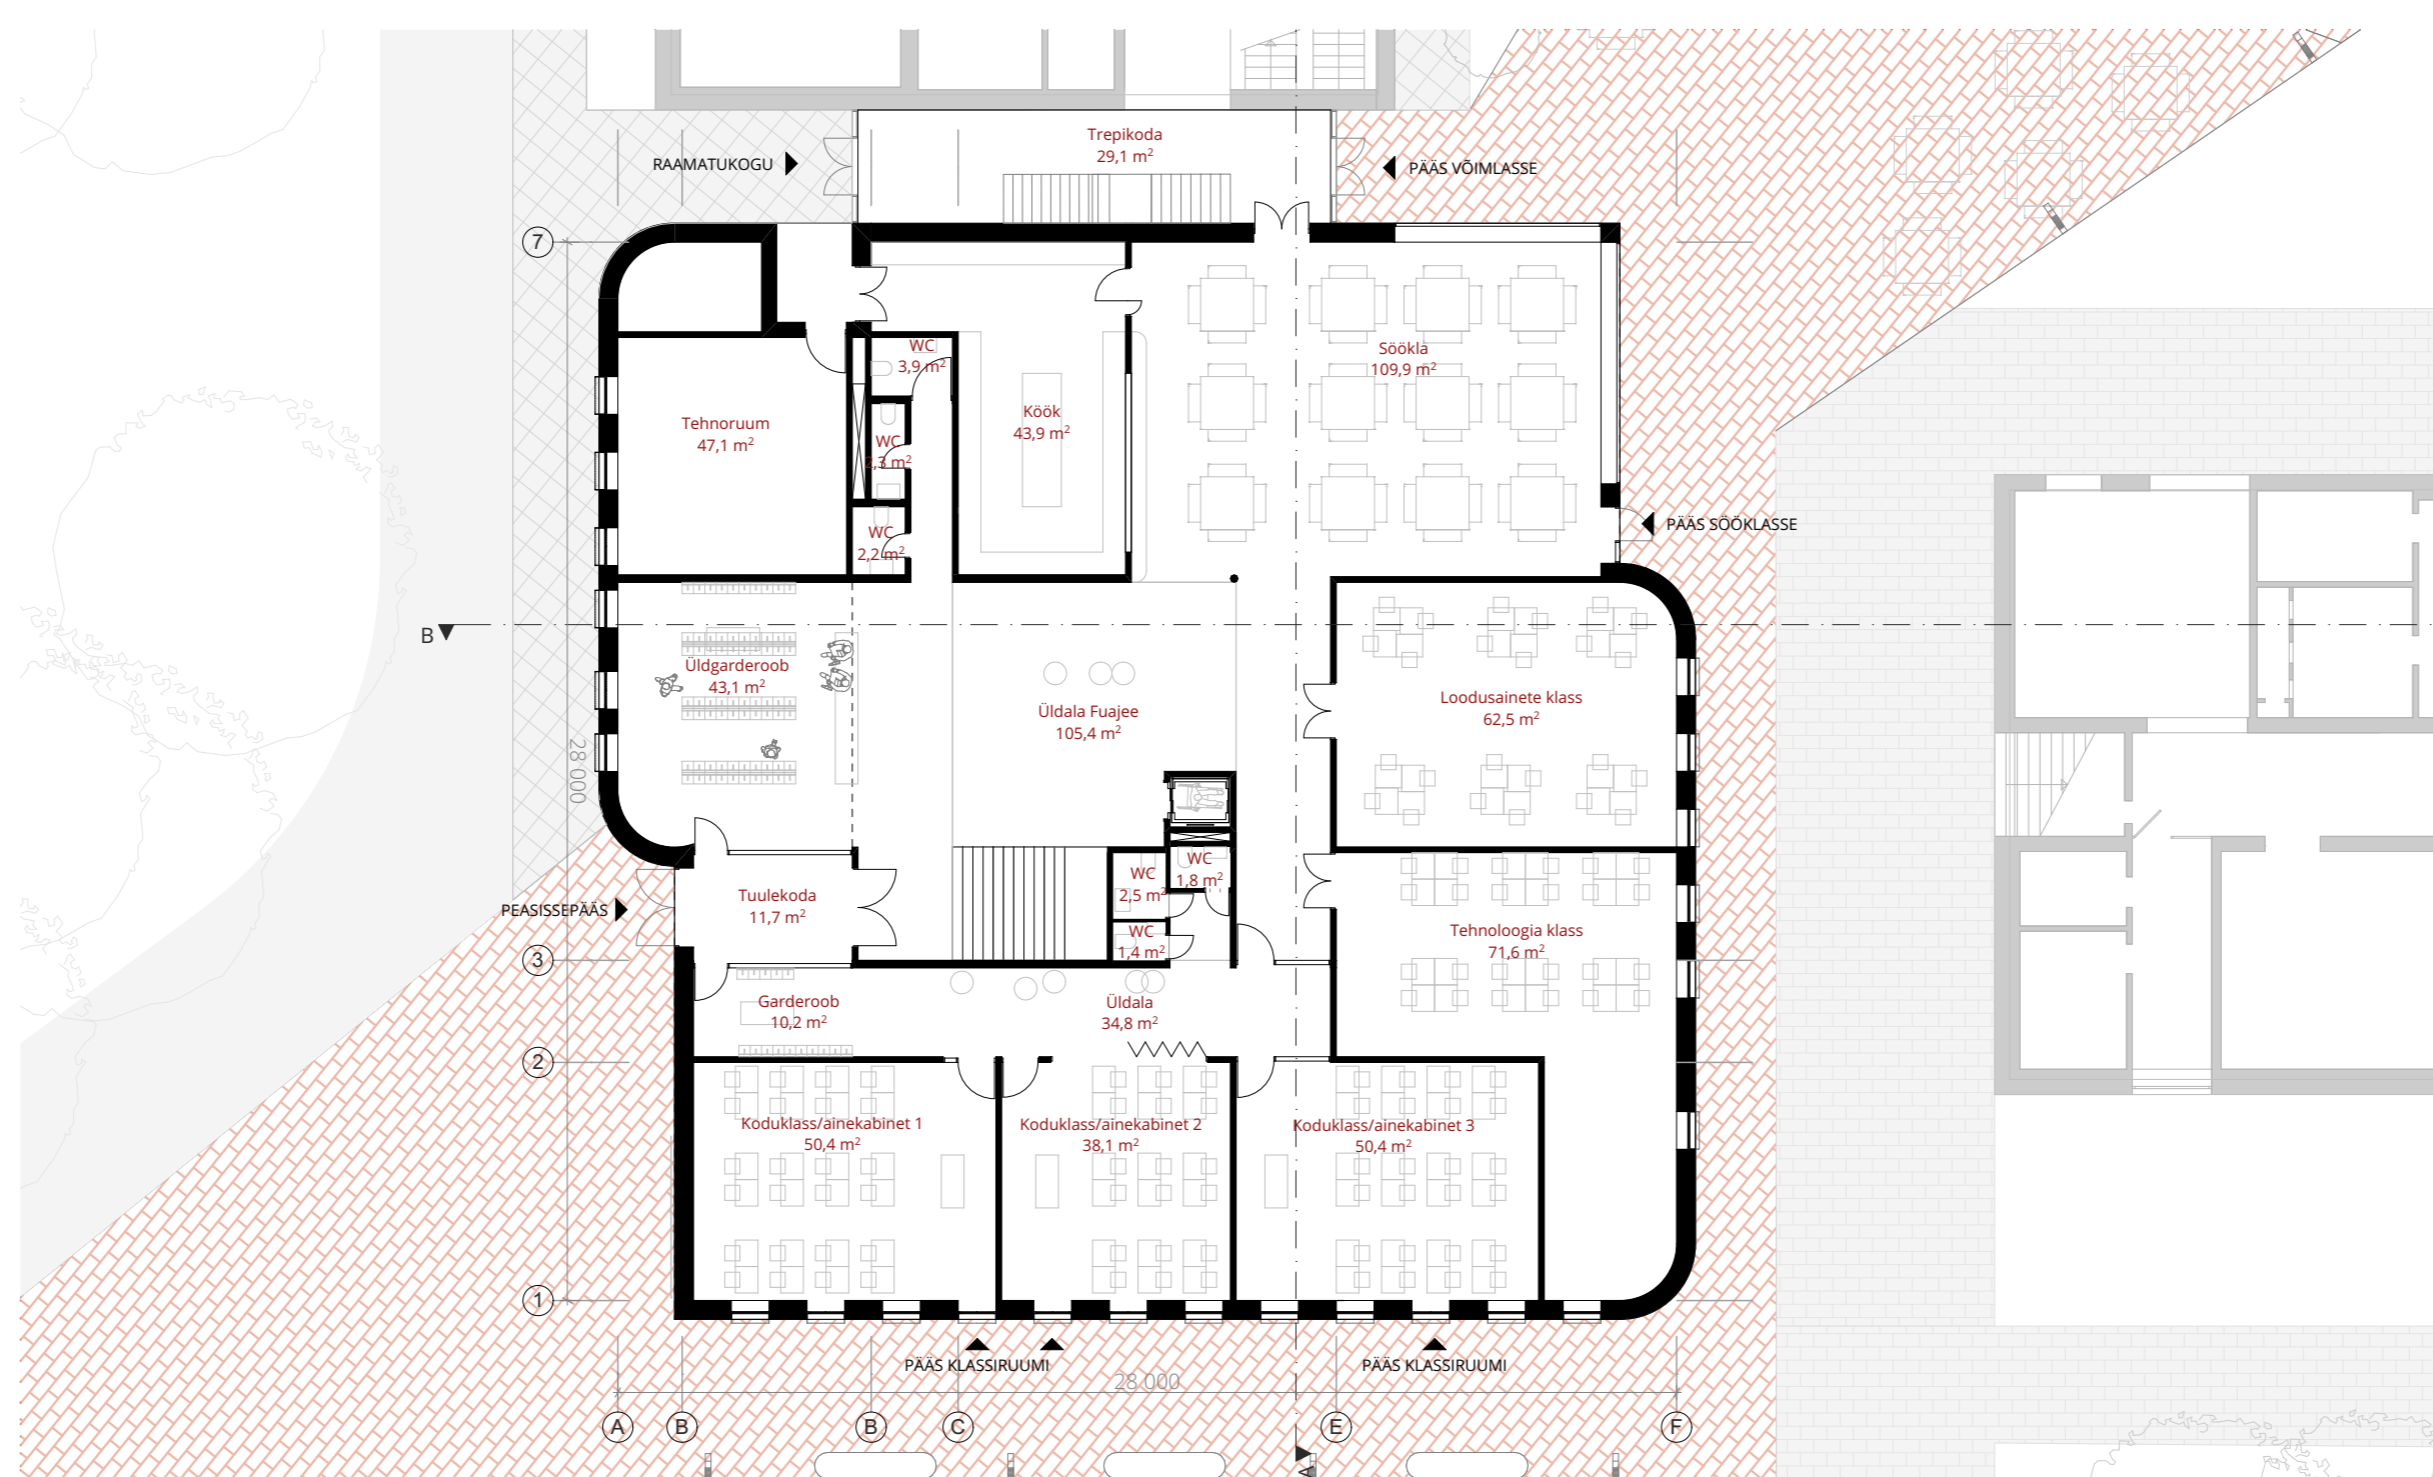 Trepikoda
29,1 m²
RAAMATUKOGU
PÄÄS VÕIMLASSE
7
WC
3,9 m²
Söökla
109,9 m²
Tehnoruum
47,1 m²
Köök
43,9 m²
WC
2,3 m²
WC
2,2 m²
PÄÄS SÖÖKLASSE
B
Üldgarderoob
43,1 m²
Üldala Fuajee
105,4 m²
Loodusainete klass
62,5 m²
28 000
WC
1,8 m²
WC
2,5 m²
Tuulekoda
11,7 m²
PEASISSEPÄÄS
WC
1,4 m²
Tehnoloogia klass
71,6 m²
3
Garderoob
10,2 m²
Üldala
34,8 m²
2
Koduklass/ainekabinet 1
50,4 m²
Koduklass/ainekabinet 2
38,1 m²
Koduklass/ainekabinet 3
50,4 m²
1
PÄÄS KLASSIRUUMI
PÄÄS KLASSIRUUMI
28 000
A
B
B
C
E
F
A